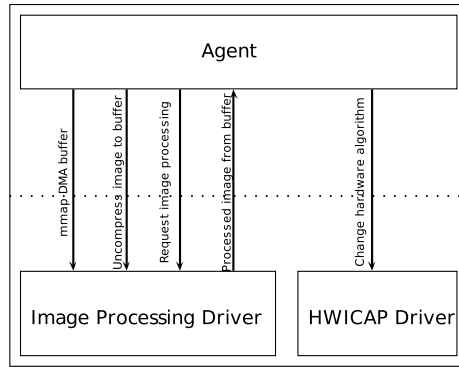 Agent
mmap DMA buffer
Uncompress image to buffer
Request image processing
Processed image from buffer
Change hardware algorithm
Image Processing Driver
HWICAP Driver